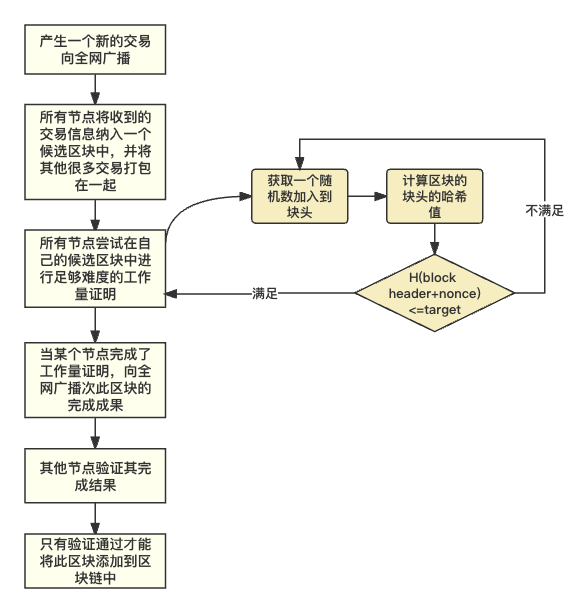 产生一个新的交易
向全网广播
所有节点将收到的
交易信息纳入一个
候选区块中，并将
其他很多交易打包
在一起
所有节点尝试在自
己的候选区块中进
行足够难度的工作
量证明
获取一个随
机数加入到
块头
计算区块的
块头的哈希
值
H(block
header+nonce)
<=target
不满足
满足
当某个节点完成了
工作量证明，向全
网广播次此区块的
完成成果
其他节点验证其完
成结果
只有验证通过才能
将此区块添加到区
块链中